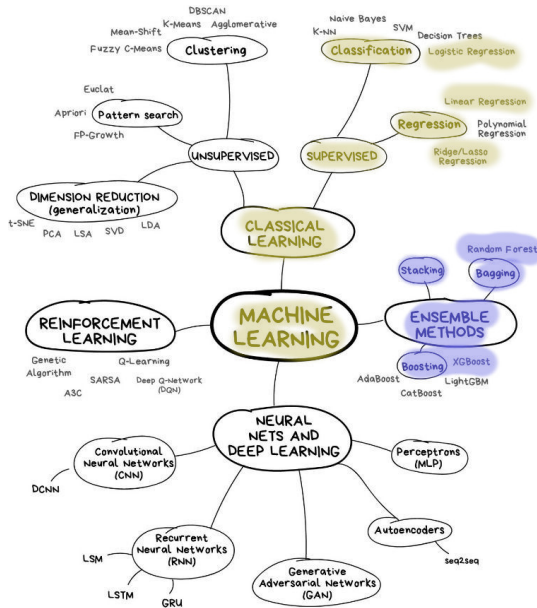 DBSCAN
K-Means
Agglomerative
Mean-Shift
Fuzzy C-Means
Clustering
Euclat
Apriori
Pattern search
FP-Growth
UNSUPERVISED
DIMENSION REDUCTION
(generalization)
t-SNE
PCA
LSA
SVD
LDA
Naive Bayes
K-NN
SVM
Decision Trees
Classification
Logistic Regression
Linear Regression
Regression
Polynomial
Regression
Ridge/Lasso
Regression
SUPERVISED
CLASSICAL
LEARNING
MACHINE
LEARNING
REINFORCEMENT
LEARNING
Genetic
Algorithm
Q-Learning
SARSA
Deep Q-Network
(DQN)
A3C
Random Forest
Stacking
Bagging
ENSEMBLE
METHODS
Boosting
XGBoost
AdaBoost
LightGBM
CatBoost
NEURAL
NETS AND
DEEP LEARNING
Convolutional
Neural Networks
(CNN)
DCNN
Perceptrons
(MLP)
Recurrent
Neural Networks
(RNN)
LSM
LSTM
GRU
Autoencoders
seq2seq
Generative
Adversarial Networks
(GAN)